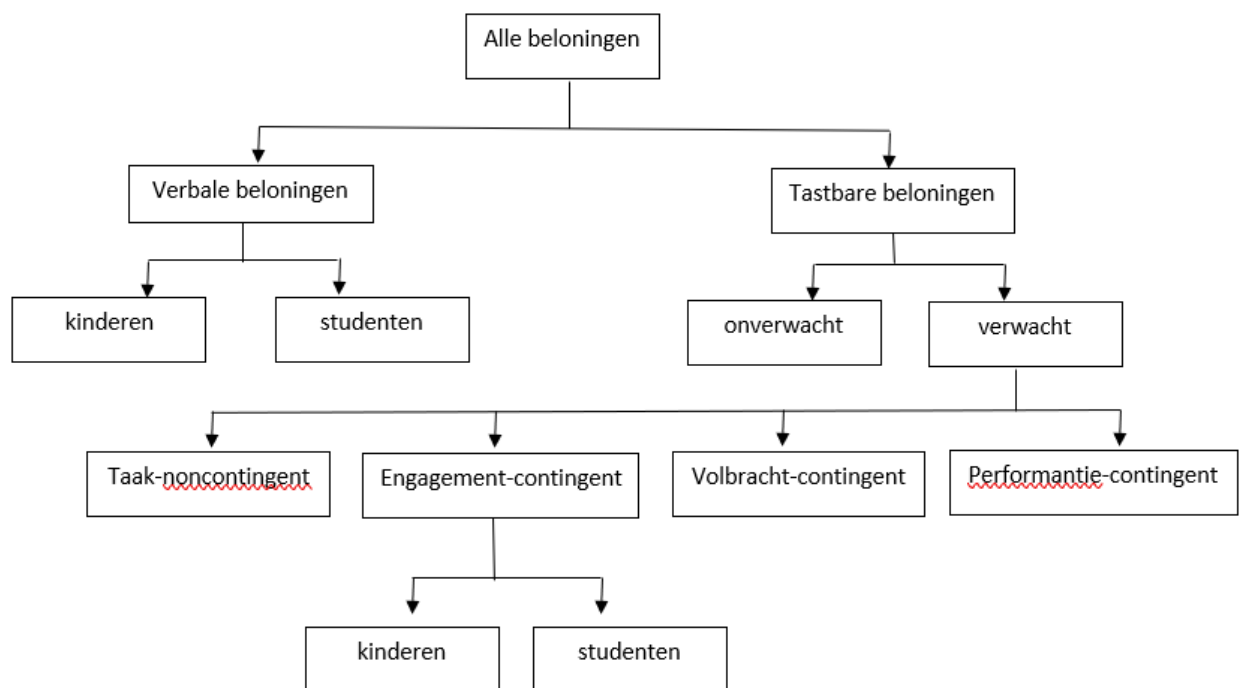 Alle beloningen
Verbale beloningen
Tastbare beloningen
kinderen
studenten
onverwacht
verwacht
Taak-noncontingent
Engagement-contingent
Volbracht-contingent
Performantie-contingent
kinderen
studenten